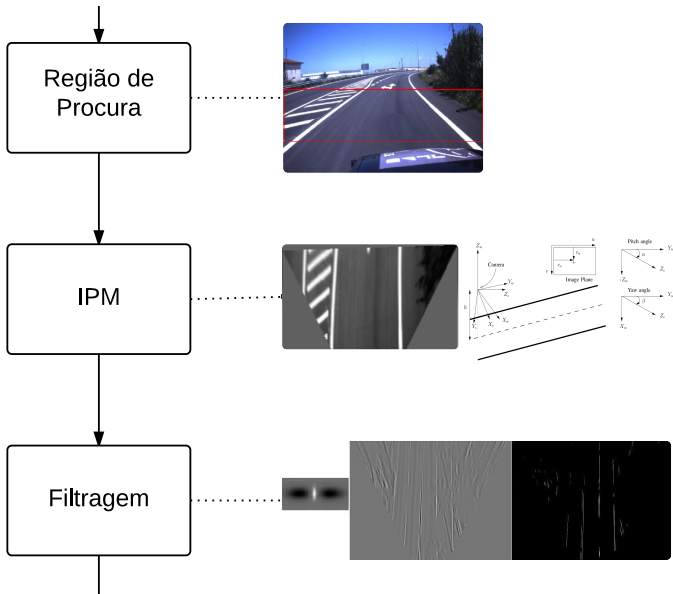 Região de
Procura
IPM
Camera
Image Plane
Pitch angle
Yaw angle
Filtragem